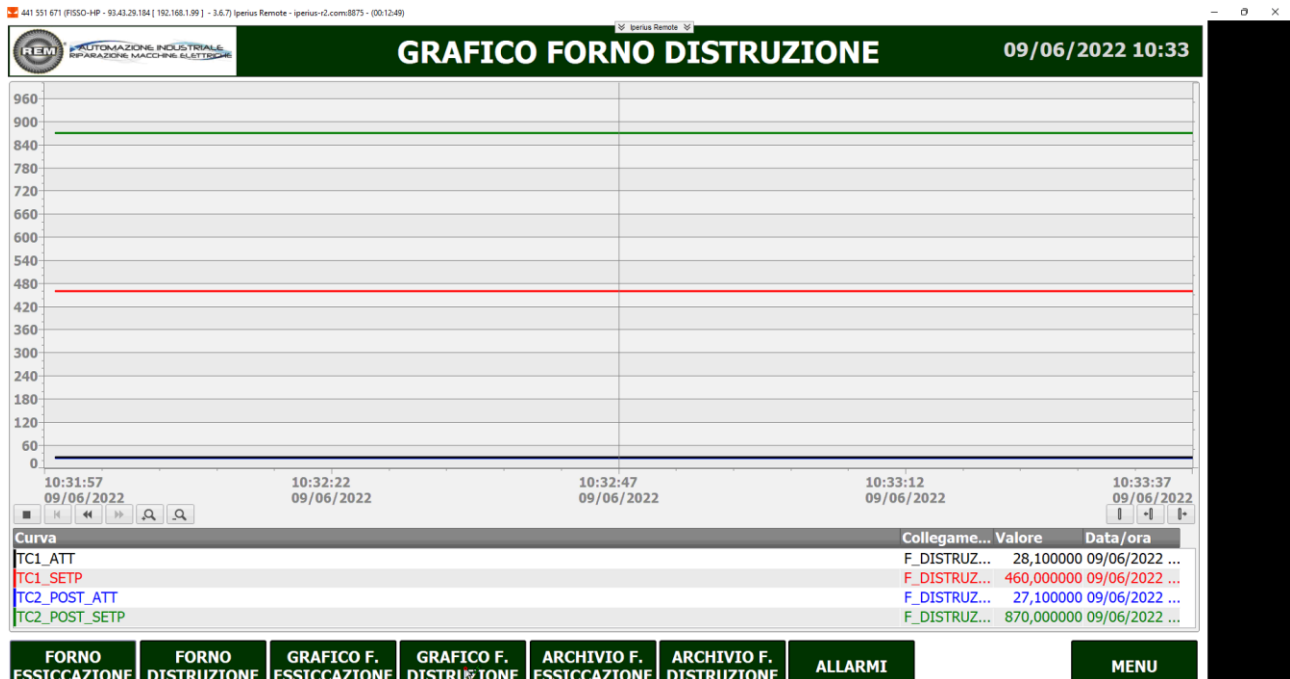 441 551 671 (FISSO-HP - 93.43.29.184 [ 192.168.1.99 ] - 3.6.7) Iperius Remote - iperius-r2.com:8875 - (00:12:49)
Iperius Remote
REM AUTOMAZIONE INDUSTRIALE
RIPARAZIONE MACCHINE ELETTRICHE
GRAFICO FORNO DISTRUZIONE
09/06/2022 10:33
960
900
840
780
720
660
600
540
480
420
360
300
240
180
120
60
0
10:31:57 10:32:22 10:32:47 10:33:12 10:33:37
09/06/2022 09/06/2022 09/06/2022 09/06/2022 09/06/2022
Curva Collegame... Valore Data/ora
TC1_ATT F_DISTRUZ... 28,100000 09/06/2022 ...
TC1_SETP F_DISTRUZ... 460,000000 09/06/2022 ...
TC2_POST_ATT F_DISTRUZ... 27,100000 09/06/2022 ...
TC2_POST_SETP F_DISTRUZ... 870,000000 09/06/2022 ...
FORNO FORNO GRAFICO F. GRAFICO F. ARCHIVIO F. ARCHIVIO F. ALLARMI MENU
ESSICCAZIONE DISTRUZIONE ESSICCAZIONE DISTRUZIONE ESSICCAZIONE DISTRUZIONE